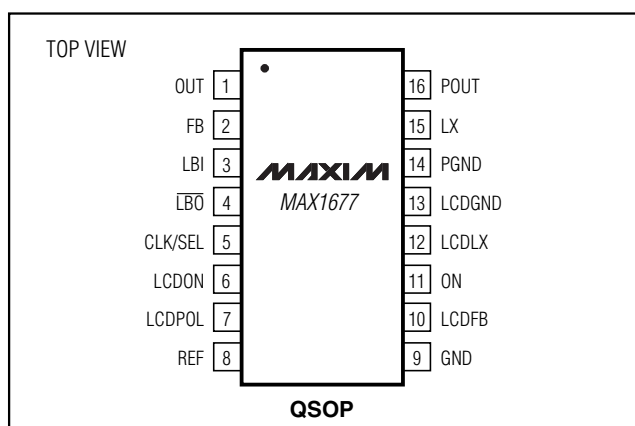 TOP VIEW
OUT 1
FB 2
LBI 3
L̅B̅O̅ 4
CLK/SEL 5
LCDON 6
LCDPOL 7
REF 8
MAXIM
MAX1677
16 POUT
15 LX
14 PGND
13 LCDGND
12 LCDLX
11 ON
10 LCDFB
9 GND
QSOP